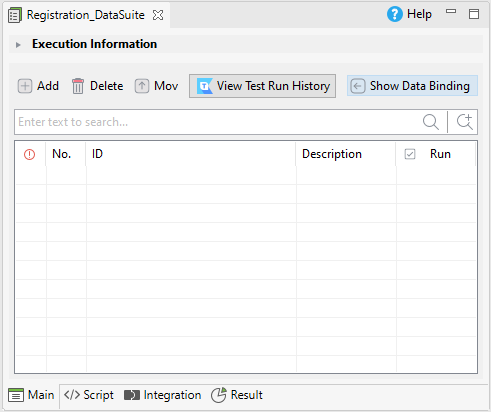 Registration_DataSuite Help
Execution Information
Add Delete Mov View Test Run History Show Data Binding
Enter text to search...
No. ID Description Run
Main Script Integration Result